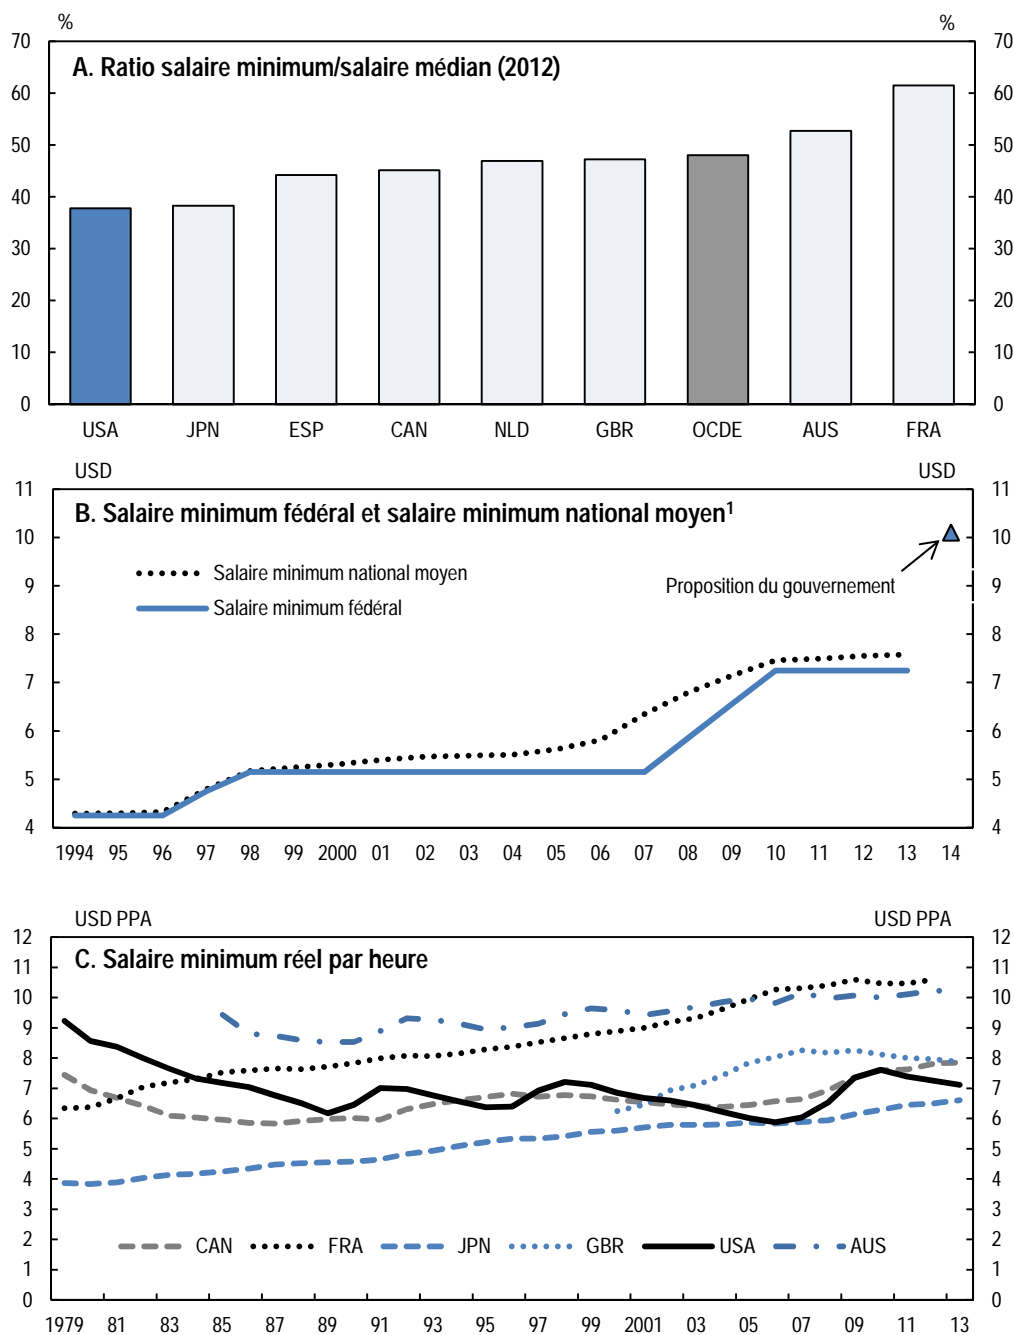 % %
A. Ratio salaire minimum/salaire médian (2012)
70 70
60 60
50 50
40 40
30 30
20 20
10 10
0 0
USA JPN ESP CAN NLD GBR OCDE AUS FRA
USD USD
B. Salaire minimum fédéral et salaire minimum national moyen¹
11 11
10 10
9 9
8 8
7 7
6 6
5 5
4 4
Salaire minimum national moyen
Salaire minimum fédéral
Proposition du gouvernement
1994 95 96 97 98 99 2000 01 02 03 04 05 06 07 08 09 10 11 12 13 14
USD PPA USD PPA
C. Salaire minimum réel par heure
12 12
11 11
10 10
9 9
8 8
7 7
6 6
5 5
4 4
3 3
2 2
1 1
0 0
CAN FRA JPN GBR USA AUS
1979 81 83 85 87 89 91 93 95 97 99 2001 03 05 07 09 11 13